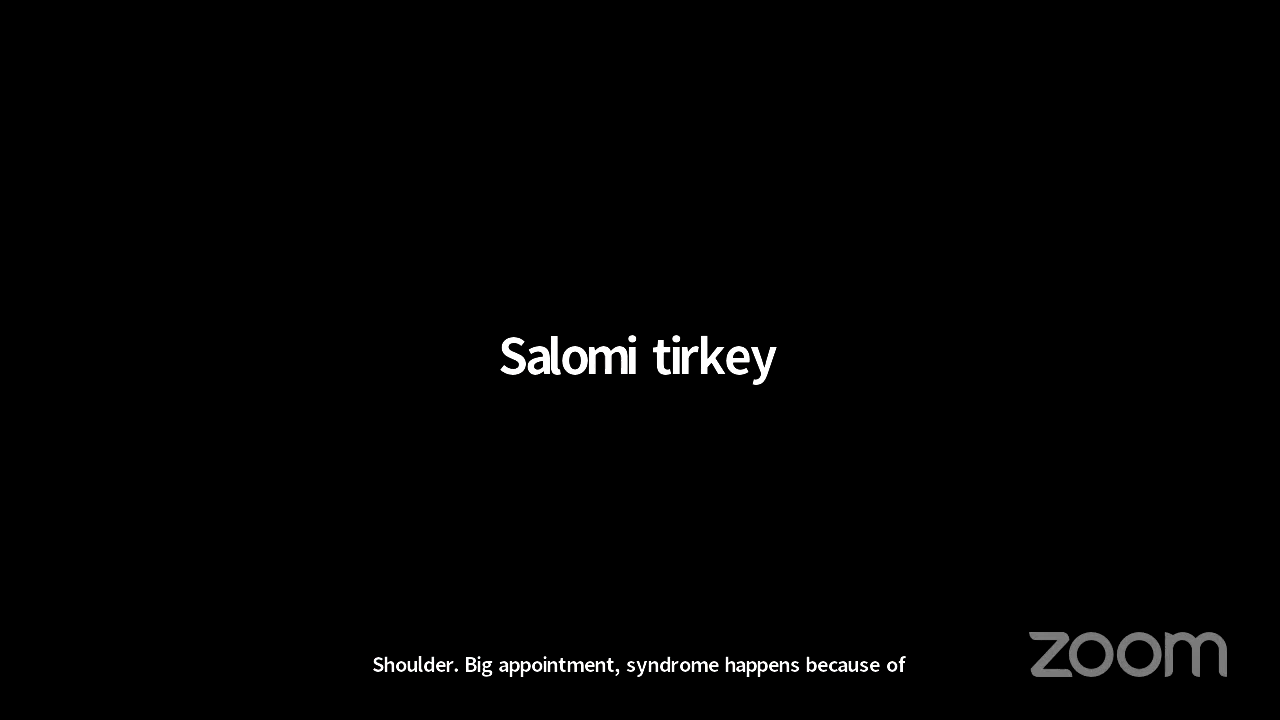 Salomi tirkey
Shoulder. Big appointment, syndrome happens because of
zoom